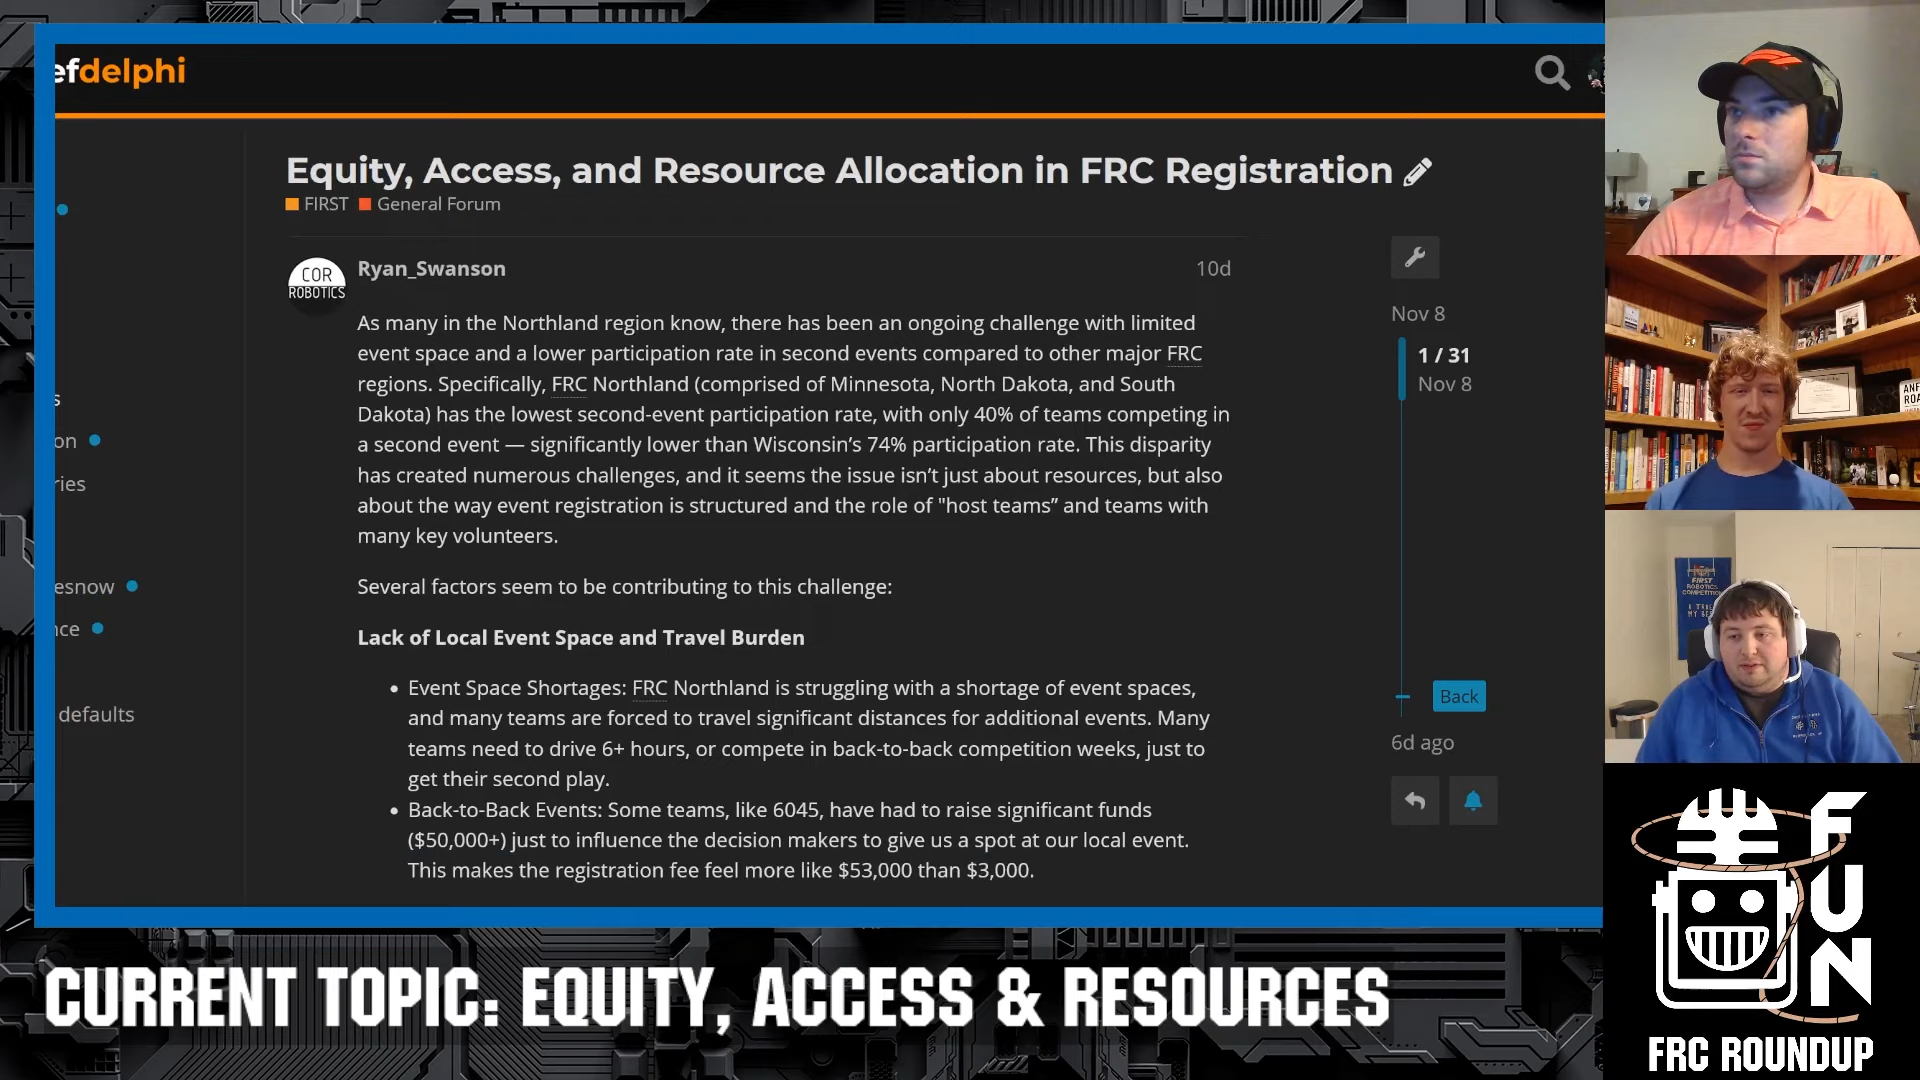 efdelphi
Equity, Access, and Resource Allocation in FRC Registration
FIRST General Forum
COR
ROBOTICS
Ryan_Swanson
10d
As many in the Northland region know, there has been an ongoing challenge with limited
event space and a lower participation rate in second events compared to other major FRC
regions. Specifically, FRC Northland (comprised of Minnesota, North Dakota, and South
Dakota) has the lowest second-event participation rate, with only 40% of teams competing in
a second event — significantly lower than Wisconsin’s 74% participation rate. This disparity
has created numerous challenges, and it seems the issue isn’t just about resources, but also
about the way event registration is structured and the role of "host teams” and teams with
many key volunteers.
Several factors seem to be contributing to this challenge:
Lack of Local Event Space and Travel Burden
• Event Space Shortages: FRC Northland is struggling with a shortage of event spaces,
and many teams are forced to travel significant distances for additional events. Many
teams need to drive 6+ hours, or compete in back-to-back competition weeks, just to
get their second play.
• Back-to-Back Events: Some teams, like 6045, have had to raise significant funds
($50,000+) just to influence the decision makers to give us a spot at our local event.
This makes the registration fee feel more like $53,000 than $3,000.
Nov 8
1 / 31
Nov 8
Back
6d ago
s
on
ries
esnow
nce
defaults
FIRST
ROBOTICS
COMPETITION
CURRENT TOPIC: EQUITY, ACCESS & RESOURCES
FUN
FRC ROUNDUP